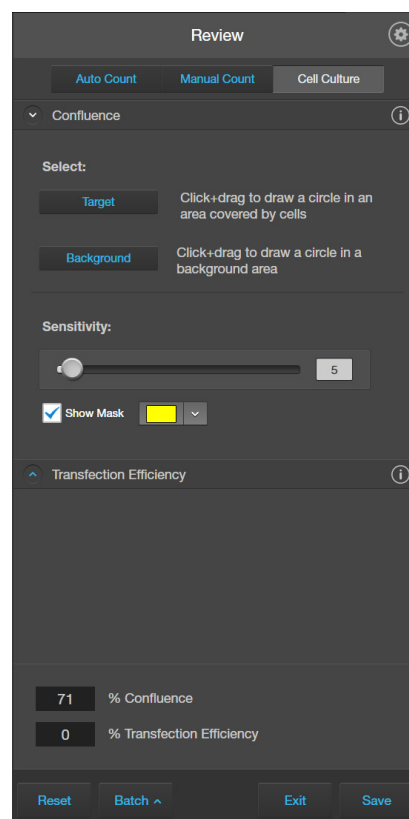 Review
Auto Count
Manual Count
Cell Culture
Confluence
Select:
Target
Click+drag to draw a circle in an
area covered by cells
Background
Click+drag to draw a circle in a
background area
Sensitivity:
5
Show Mask
Transfection Efficiency
71
% Confluence
0
% Transfection Efficiency
Reset
Batch
Exit
Save